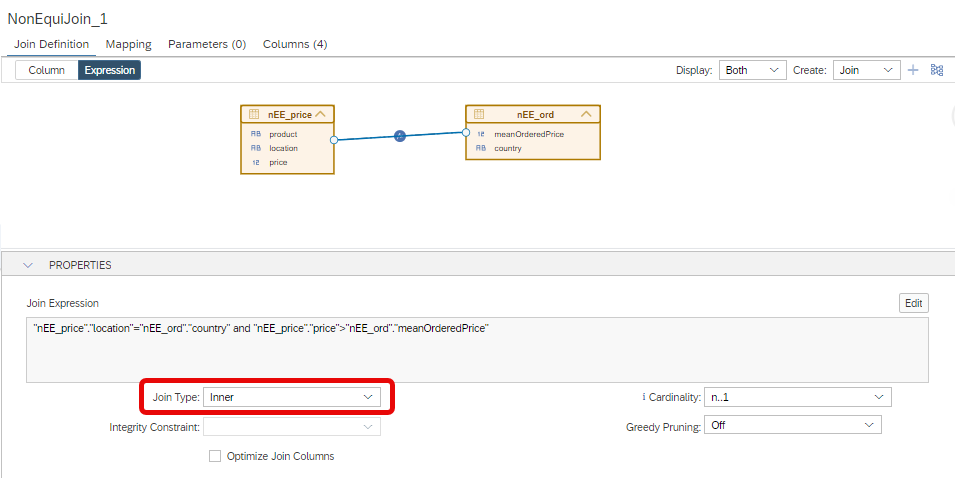 NonEquiJoin_1
Join Definition Mapping Parameters (0) Columns (4)
Column Expression Display: Both Create: Join
nEE_price
AB product
AB location
12 price
nEE_ord
12 meanOrderedPrice
AB country
PROPERTIES
Join Expression Edit
"nEE_price"."location"="nEE_ord"."country" and "nEE_price"."price">"nEE_ord"."meanOrderedPrice"
Join Type: Inner i Cardinality: n..1
Integrity Constraint: Greedy Pruning: Off
Optimize Join Columns